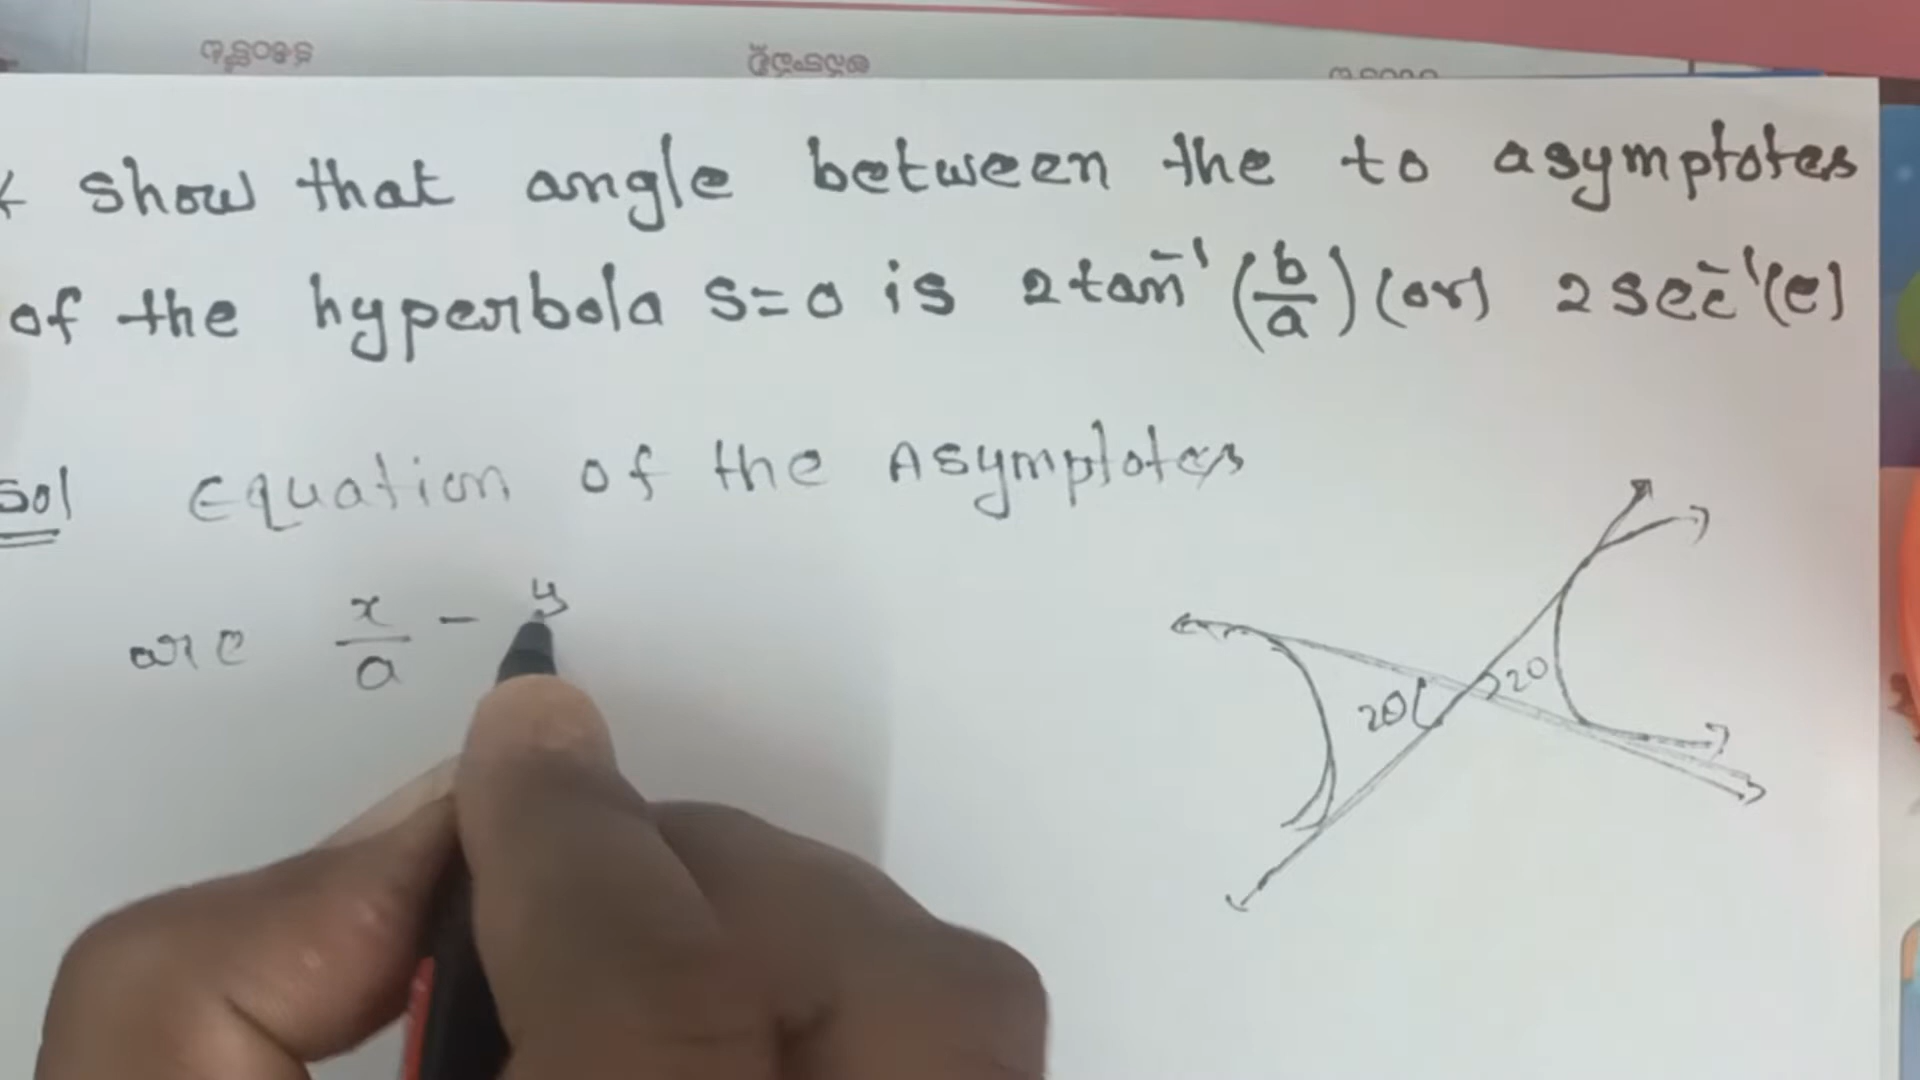 show that angle between the to asymptotes
of the hyperbola S=0 is 2tan⁻¹(b/a) (or) 2sec⁻¹(e)
Sol Equation of the Asymptotes
are x/a - y
2θ
2θ